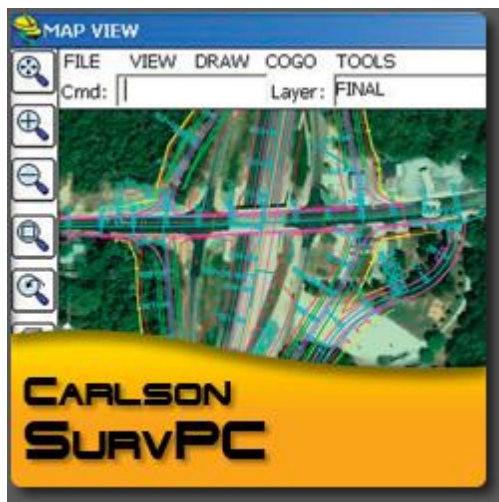 MAP VIEW
FILE VIEW DRAW COGO TOOLS
Cmd: Layer: FINAL
CARLSON
SURVPC